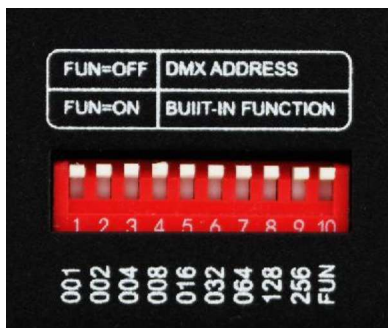 FUN=OFF DMX ADDRESS
FUN=ON BUIIT-IN FUNCTION
1 2 3 4 5 6 7 8 9 10
001 002 004 008 016 032 064 128 256 FUN